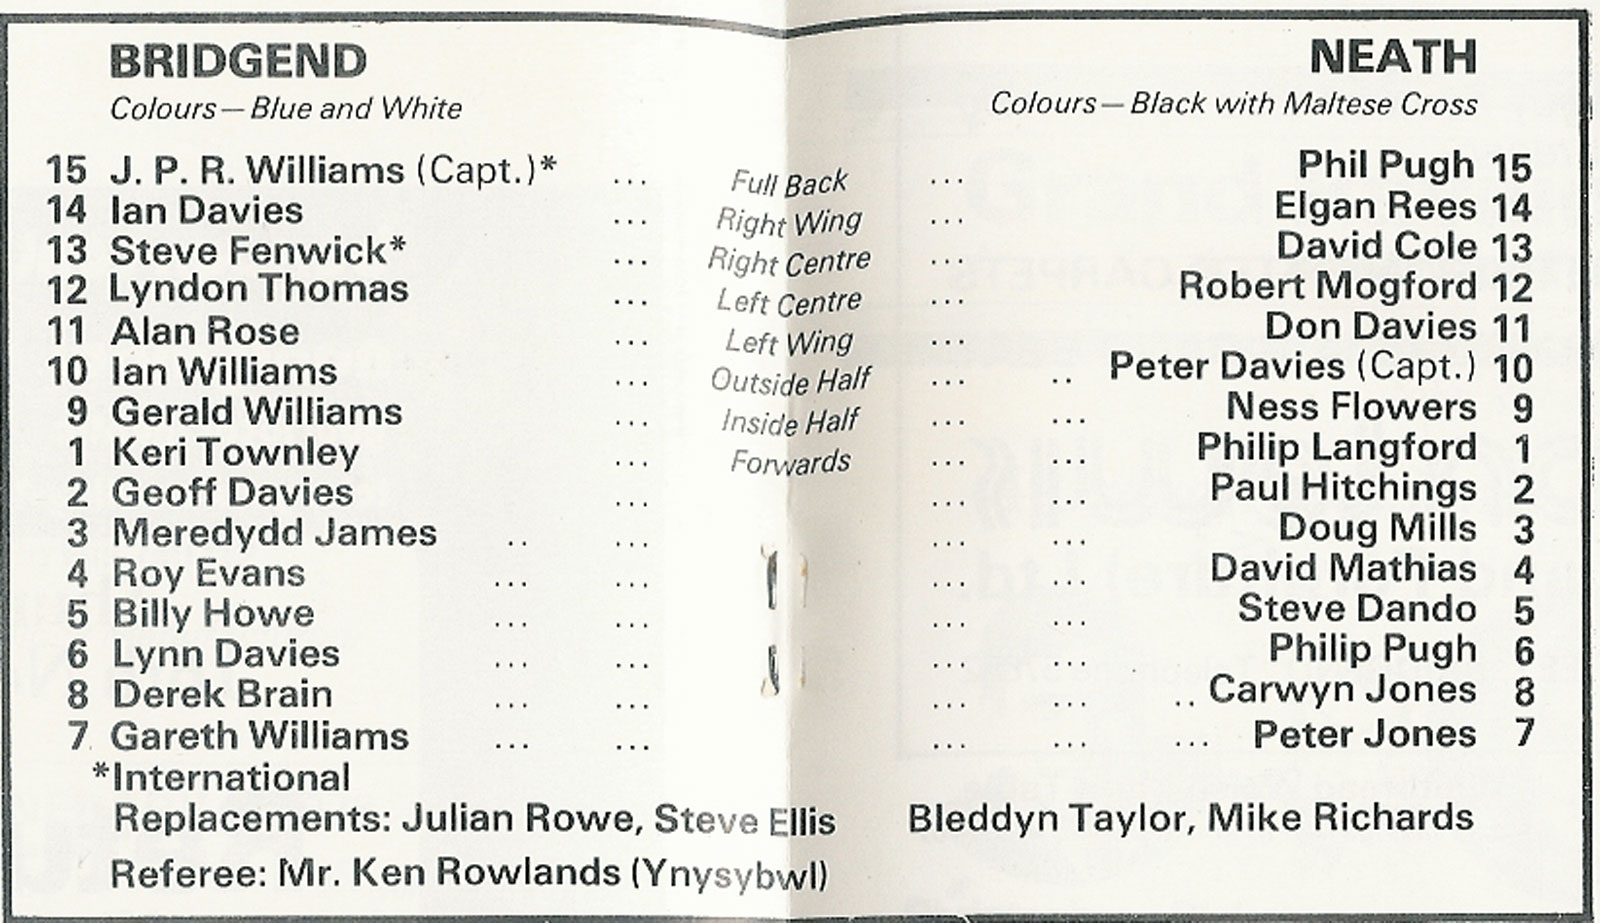 BRIDGEND NEATH
Colours — Blue and White Colours — Black with Maltese Cross
15 J. P. R. Williams (Capt.)* ... Full Back ... Phil Pugh 15
14 Ian Davies ... Right Wing ... Elgan Rees 14
13 Steve Fenwick* ... Right Centre ... David Cole 13
12 Lyndon Thomas ... Left Centre ... Robert Mogford 12
11 Alan Rose ... Left Wing ... Don Davies 11
10 Ian Williams ... Outside Half ... .. Peter Davies (Capt.) 10
9 Gerald Williams ... Inside Half ... ... Ness Flowers 9
1 Keri Townley ... Forwards ... ... Philip Langford 1
2 Geoff Davies ... ... ... Paul Hitchings 2
3 Meredydd James .. ... ... ... Doug Mills 3
4 Roy Evans ... ... ... ... David Mathias 4
5 Billy Howe ... ... ... ... Steve Dando 5
6 Lynn Davies ... ... ... ... Philip Pugh 6
8 Derek Brain ... ... ... ... .. Carwyn Jones 8
7 Gareth Williams ... ... ... ... ... Peter Jones 7
*International
Replacements: Julian Rowe, Steve Ellis Bleddyn Taylor, Mike Richards
Referee: Mr. Ken Rowlands (Ynysybwl)